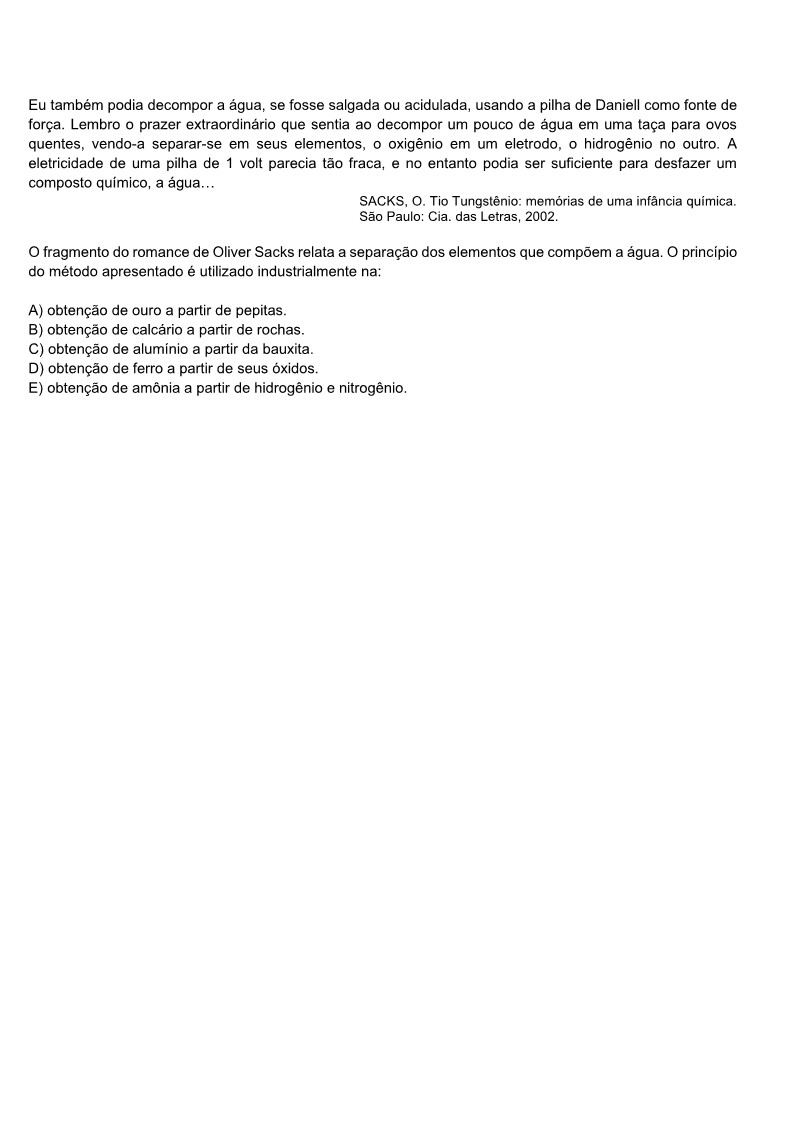 Eu também podia decompor a água, se fosse salgada ou acidulada, usando a pilha de Daniell como fonte de
força. Lembro o prazer extraordinário que sentia ao decompor um pouco de água em uma taça para ovos
quentes, vendo-a separar-se em seus elementos, o oxigênio em um eletrodo, o hidrogênio no outro. A
eletricidade de uma pilha de 1 volt parecia tão fraca, e no entanto podia ser suficiente para desfazer um
composto químico, a água…
SACKS, O. Tio Tungstênio: memórias de uma infância química.
São Paulo: Cia. das Letras, 2002.
O fragmento do romance de Oliver Sacks relata a separação dos elementos que compõem a água. O princípio
do método apresentado é utilizado industrialmente na:
A) obtenção de ouro a partir de pepitas.
B) obtenção de calcário a partir de rochas.
C) obtenção de alumínio a partir da bauxita.
D) obtenção de ferro a partir de seus óxidos.
E) obtenção de amônia a partir de hidrogênio e nitrogênio.